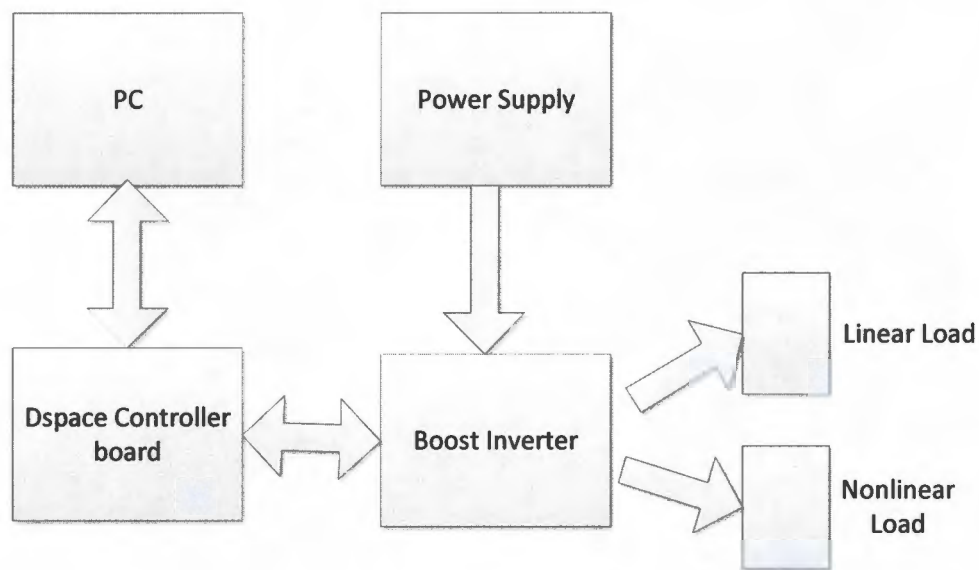 PC
Power Supply
Linear Load
Dspace Controller
board
Boost Inverter
Nonlinear
Load